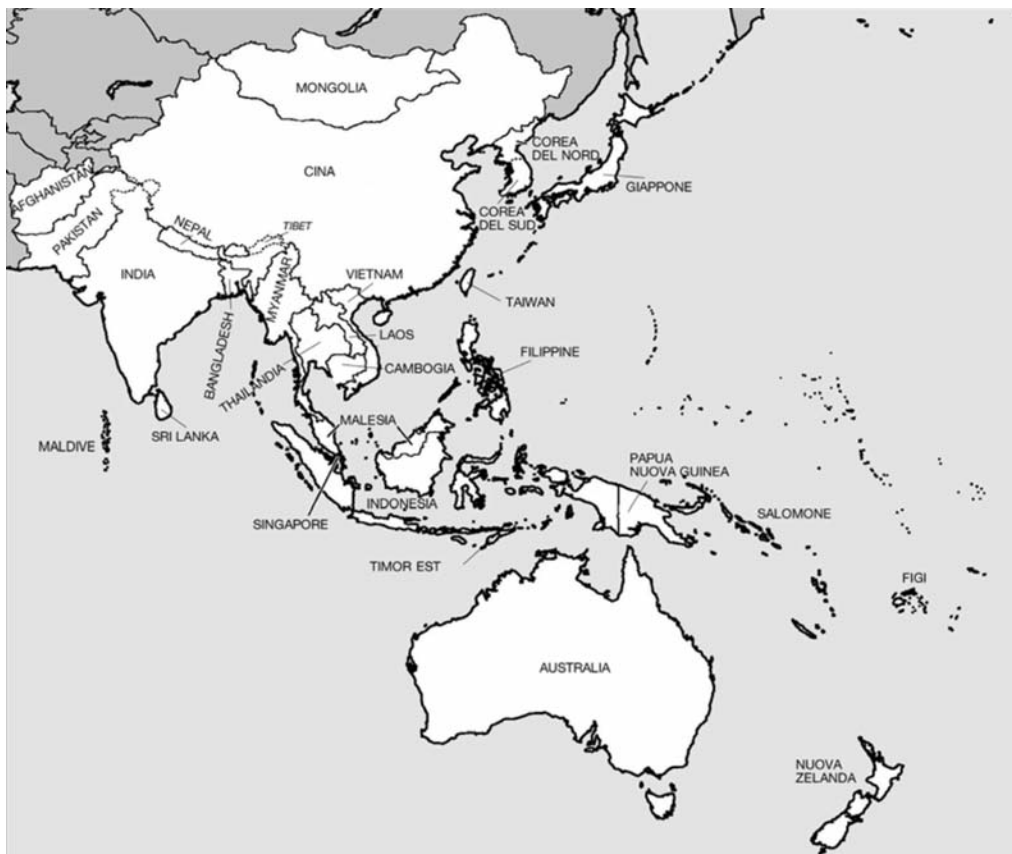 MONGOLIA
CINA
COREA
DEL NORD
GIAPPONE
COREA
DEL SUD
AFGHANISTAN
PAKISTAN
NEPAL
TIBET
INDIA
MYANMAR
VIETNAM
TAIWAN
BANGLADESH
LAOS
THAILANDIA
CAMBOGIA
FILIPPINE
MALDIVE
SRI LANKA
MALESIA
PAPUA
NUOVA GUINEA
INDONESIA
SINGAPORE
SALOMONE
TIMOR EST
FIGI
AUSTRALIA
NUOVA
ZELANDA